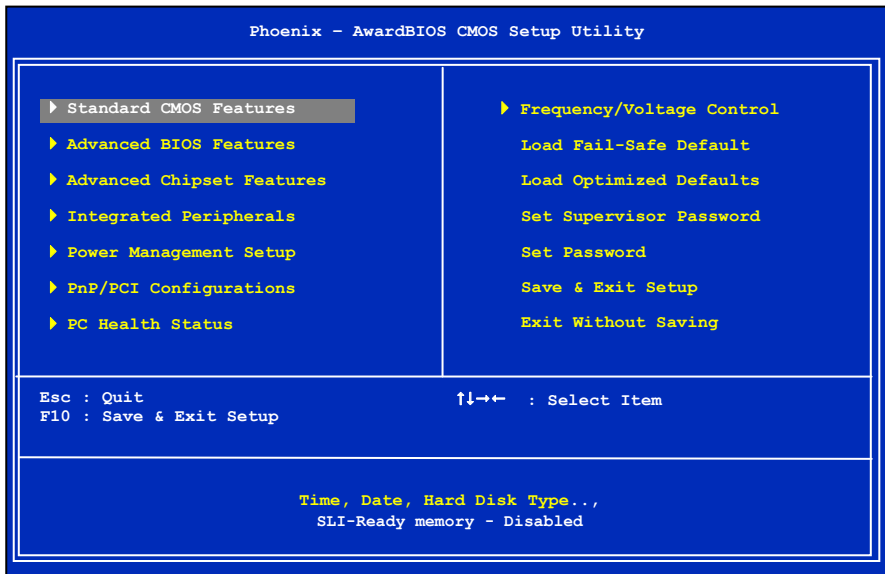 Phoenix – AwardBIOS CMOS Setup Utility
Standard CMOS Features
Advanced BIOS Features
Advanced Chipset Features
Integrated Peripherals
Power Management Setup
PnP/PCI Configurations
PC Health Status
Frequency/Voltage Control
Load Fail-Safe Default
Load Optimized Defaults
Set Supervisor Password
Set Password
Save & Exit Setup
Exit Without Saving
Esc : Quit
F10 : Save & Exit Setup
↑↓→← : Select Item
Time, Date, Hard Disk Type..,
SLI-Ready memory - Disabled